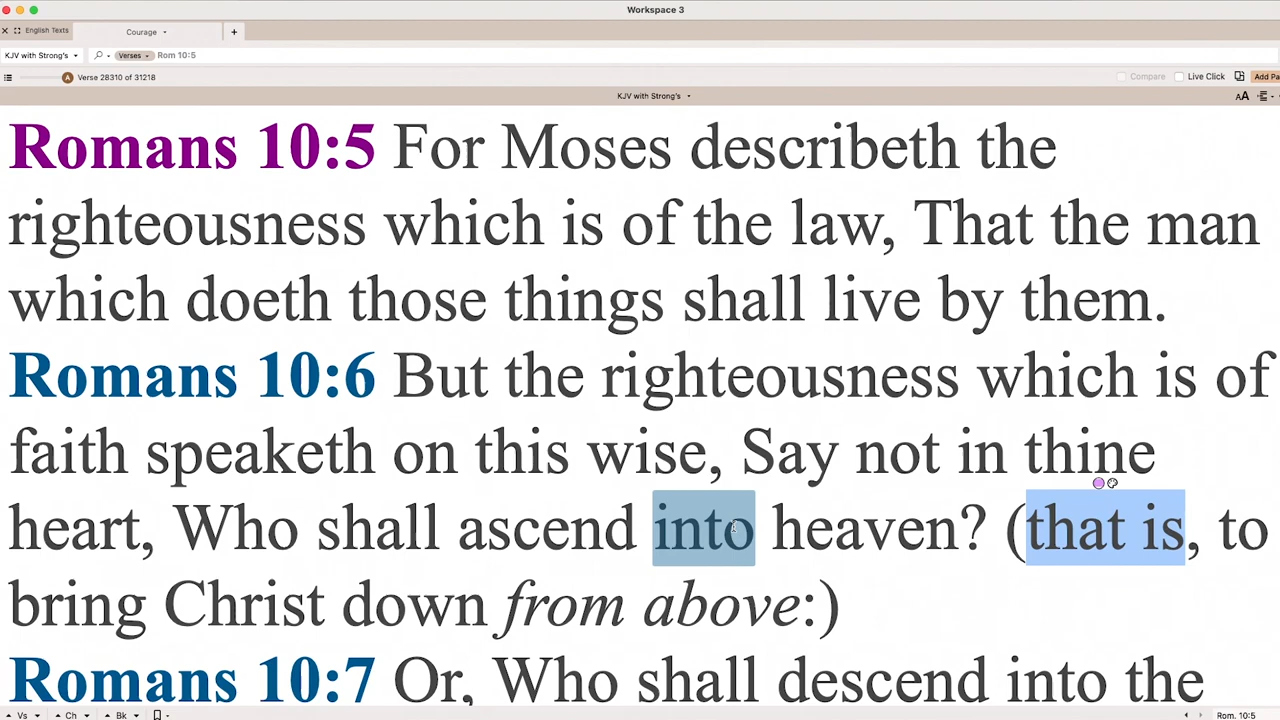 Workspace 3
English Texts
Courage
+
KJV with Strong's
Verses
Rom 10:5
A
Verse 28310 of 31218
Compare
Live Click
Add Pa
KJV with Strong's
AA
Romans 10:5 For Moses describeth the
righteousness which is of the law, That the man
which doeth those things shall live by them.
Romans 10:6 But the righteousness which is of
faith speaketh on this wise, Say not in thine
heart, Who shall ascend into heaven? (that is, to
bring Christ down from above:)
Romans 10:7 Or, Who shall descend into the
Vs
Ch
Bk
Rom. 10:5